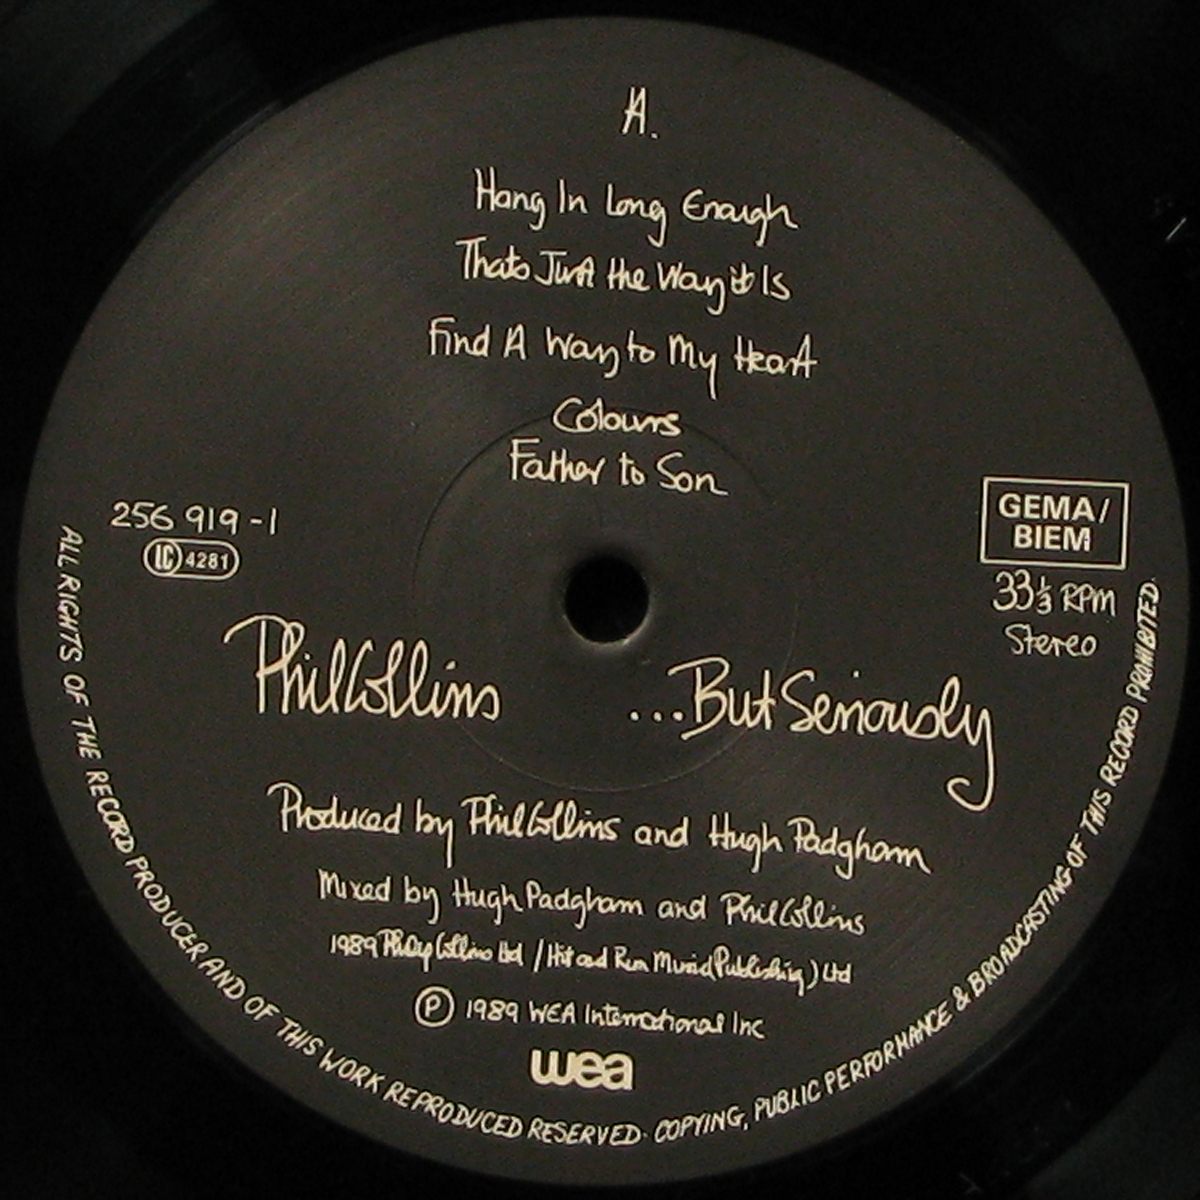 A.
Hang In Long Enough
Thats Just the Way it Is
Find A Way to My Heart
Colours
Father to Son
256 919 - 1
LC 4281
GEMA/
BIEM
33 1/3 RPM
Stereo
Phil Collins ...But Seriously
Produced by Phil Collins and Hugh Padgham
Mixed by Hugh Padgham and Phil Collins
1989 Philip Collins Ltd / Hit and Run Music (Publishing) Ltd
Ⓟ 1989 WEA International Inc
wea
ALL RIGHTS OF THE RECORD PRODUCER AND OF THIS WORK REPRODUCED RESERVED. COPYING, PUBLIC PERFORMANCE & BROADCASTING OF THIS RECORD PROHIBITED.